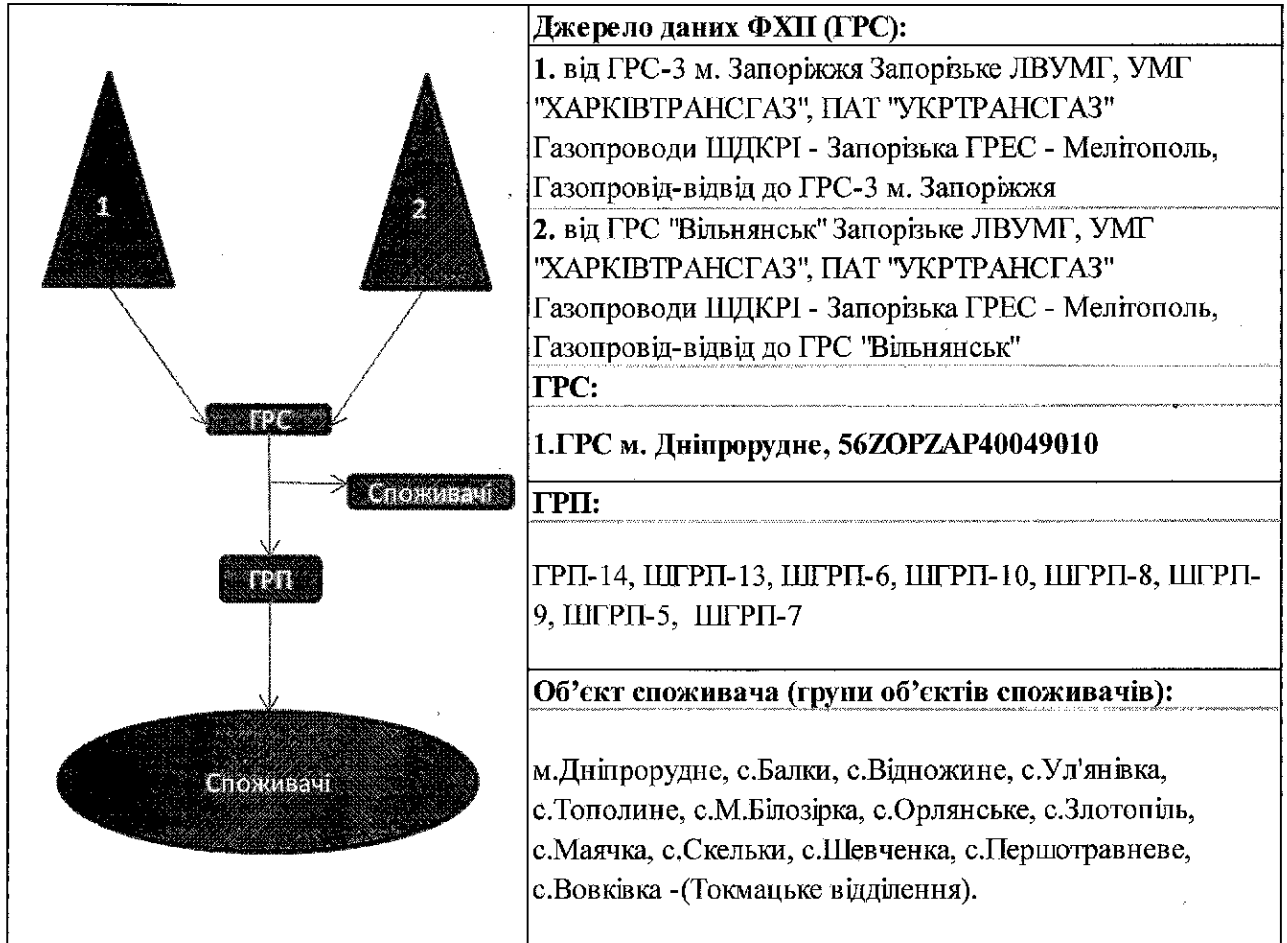 1
2
ГРС
Споживачі
ГРП
Споживачі
Джерело даних ФХП (ГРС):
1. від ГРС-3 м. Запоріжжя Запорізьке ЛВУМГ, УМГ
"ХАРКІВТРАНСГАЗ", ПАТ "УКРТРАНСГАЗ"
Газопроводи ШДКРІ - Запорізька ГРЕС - Мелітополь,
Газопровід-відвід до ГРС-3 м. Запоріжжя
2. від ГРС "Вільнянськ" Запорізьке ЛВУМГ, УМГ
"ХАРКІВТРАНСГАЗ", ПАТ "УКРТРАНСГАЗ"
Газопроводи ШДКРІ - Запорізька ГРЕС - Мелітополь,
Газопровід-відвід до ГРС "Вільнянськ"
ГРС:
1.ГРС м. Дніпрорудне, 56ZOPZAP40049010
ГРП:
ГРП-14, ШГРП-13, ШГРП-6, ШГРП-10, ШГРП-8, ШГРП-
9, ШГРП-5, ШГРП-7
Об’єкт споживача (групи об’єктів споживачів):
м.Дніпрорудне, с.Балки, с.Відножине, с.Ул'янівка,
с.Тополине, с.М.Білозірка, с.Орлянське, с.Злотопіль,
с.Маячка, с.Скельки, с.Шевченка, с.Першотравневе,
с.Вовківка -(Токмацьке відділення).